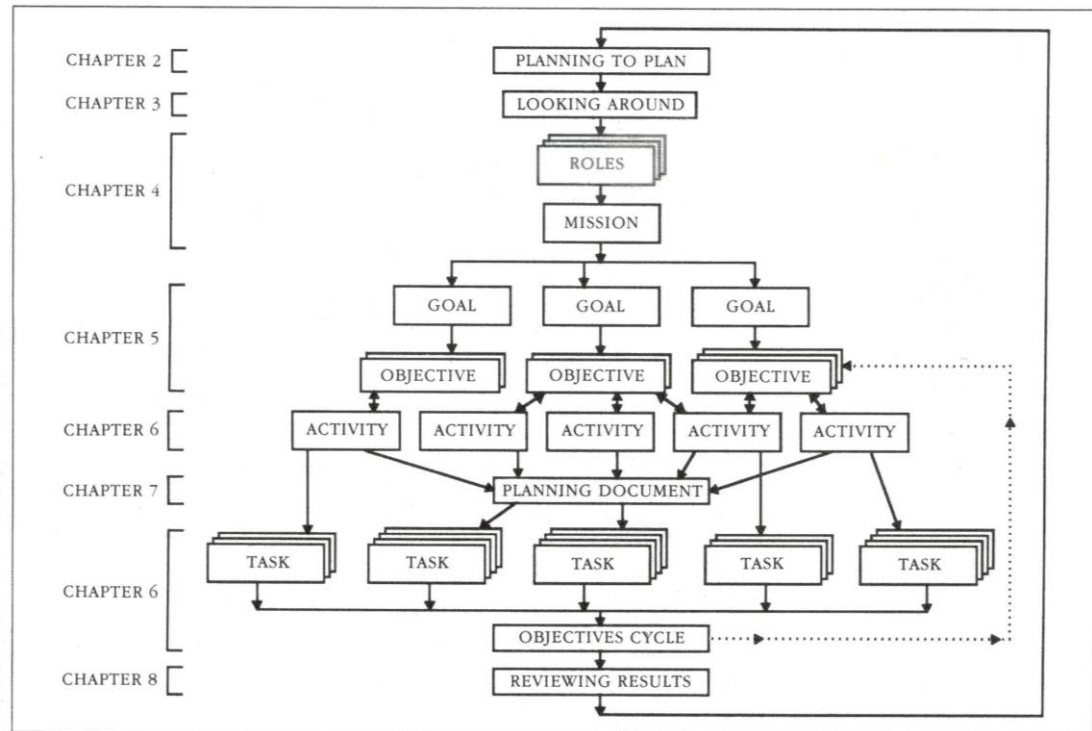 CHAPTER 2
PLANNING TO PLAN
CHAPTER 3
LOOKING AROUND
CHAPTER 4
ROLES
MISSION
CHAPTER 5
GOAL
GOAL
GOAL
OBJECTIVE
OBJECTIVE
OBJECTIVE
CHAPTER 6
ACTIVITY
ACTIVITY
ACTIVITY
ACTIVITY
ACTIVITY
CHAPTER 7
PLANNING DOCUMENT
CHAPTER 6
TASK
TASK
TASK
TASK
TASK
OBJECTIVES CYCLE
CHAPTER 8
REVIEWING RESULTS